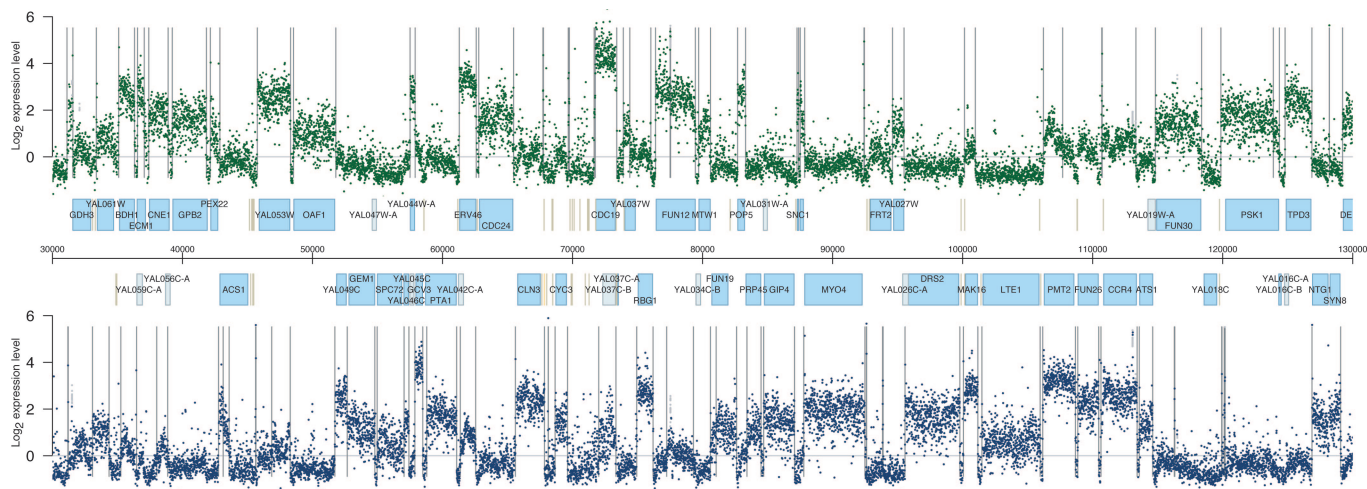 6
4
2
0
Log2 expression level
YAL061W
PEX22
YAL044W-A
YAL037W
YAL031W-A
YAL027W
GDH3
BDH1
CNE1
GPB2
YAL053W
OAF1
YAL047W-A
ERV46
CDC19
FUN12
MTW1
POP5
SNC1
FRT2
YAL019W-A
PSK1
TPD3
DE
ECM1
CDC24
FUN30
30000 40000 50000 60000 70000 80000 90000 100000 110000 120000 130000
YAL056C-A
GEM1
YAL045C
YAL037C-A
FUN19
DRS2
YAL016C-A
YAL059C-A
ACS1
YAL049C
SPC72
GCV3
YAL042C-A
CLN3
CYC3
YAL037C-B
YAL034C-B
PRP45
GIP4
MYO4
YAL026C-A
MAK16
LTE1
PMT2
FUN26
CCR4
ATS1
YAL018C
YAL016C-B
NTG1
YAL046C
PTA1
RBG1
SYN8
6
4
2
0
Log2 expression level